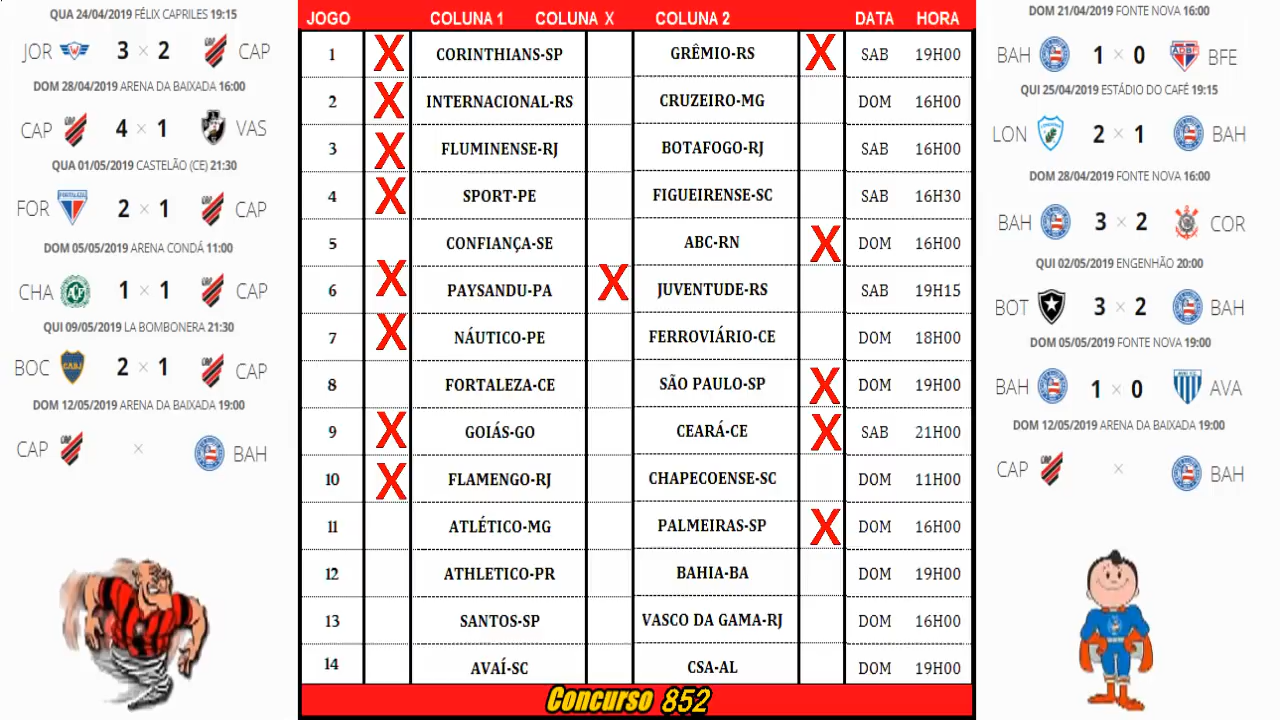 QUA 24/04/2019 FÉLIX CAPRILES 19:15
JOR 3 × 2 CAP
DOM 28/04/2019 ARENA DA BAIXADA 16:00
CAP 4 × 1 VAS
QUA 01/05/2019 CASTELÃO (CE) 21:30
FOR 2 × 1 CAP
DOM 05/05/2019 ARENA CONDÁ 11:00
CHA 1 × 1 CAP
QUI 09/05/2019 LA BOMBONERA 21:30
BOC 2 × 1 CAP
DOM 12/05/2019 ARENA DA BAIXADA 19:00
CAP × BAH
JOGO COLUNA 1 COLUNA X COLUNA 2 DATA HORA
1 X CORINTHIANS-SP GRÊMIO-RS X SAB 19H00
2 X INTERNACIONAL-RS CRUZEIRO-MG DOM 16H00
3 X FLUMINENSE-RJ BOTAFOGO-RJ SAB 16H00
4 X SPORT-PE FIGUEIRENSE-SC SAB 16H30
5 CONFIANÇA-SE ABC-RN X DOM 16H00
6 X PAYSANDU-PA X JUVENTUDE-RS SAB 19H15
7 X NÁUTICO-PE FERROVIÁRIO-CE DOM 18H00
8 FORTALEZA-CE SÃO PAULO-SP X DOM 19H00
9 X GOIÁS-GO CEARÁ-CE X SAB 21H00
10 X FLAMENGO-RJ CHAPECOENSE-SC DOM 11H00
11 ATLÉTICO-MG PALMEIRAS-SP X DOM 16H00
12 ATHLETICO-PR BAHIA-BA DOM 19H00
13 SANTOS-SP VASCO DA GAMA-RJ DOM 16H00
14 AVAÍ-SC CSA-AL DOM 19H00
Concurso 852
DOM 21/04/2019 FONTE NOVA 16:00
BAH 1 × 0 BFE
QUI 25/04/2019 ESTÁDIO DO CAFÉ 19:15
LON 2 × 1 BAH
DOM 28/04/2019 FONTE NOVA 16:00
BAH 3 × 2 COR
QUI 02/05/2019 ENGENHÃO 20:00
BOT 3 × 2 BAH
DOM 05/05/2019 FONTE NOVA 19:00
BAH 1 × 0 AVA
DOM 12/05/2019 ARENA DA BAIXADA 19:00
CAP × BAH